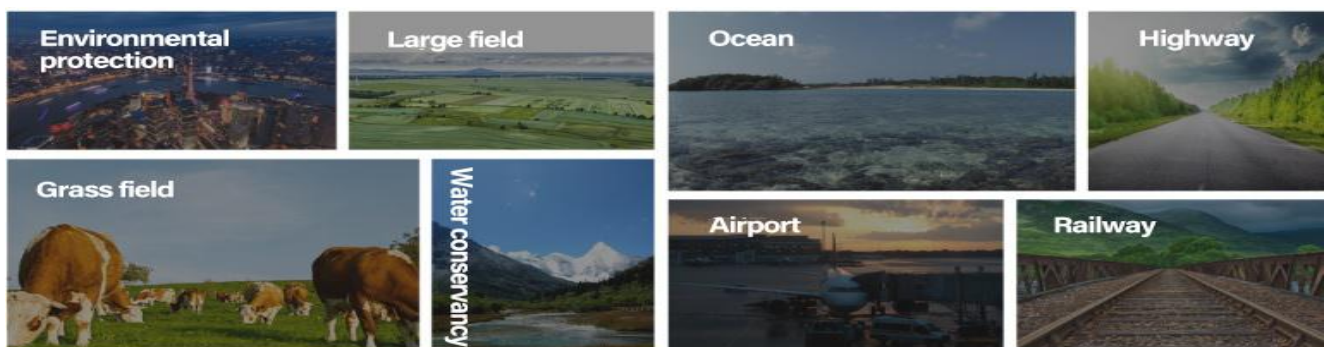 Environmental
protection
Large field
Ocean
Highway
Grass field
Water conservancy
Airport
Railway